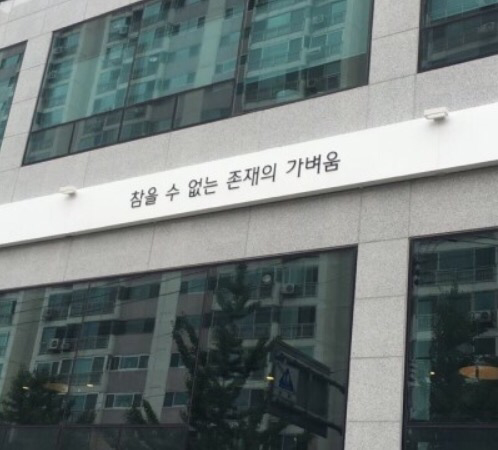 참을 수 없는 존재의 가벼움